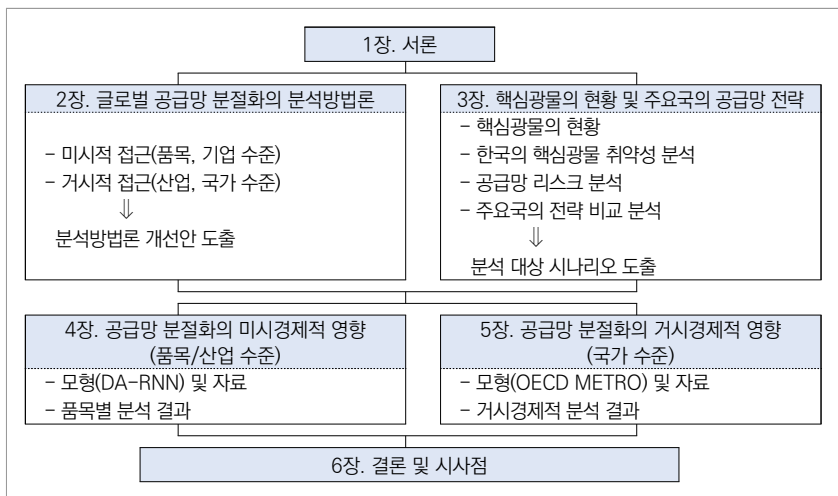 1장. 서론
2장. 글로벌 공급망 분절화의 분석방법론
- 미시적 접근(품목, 기업 수준)
- 거시적 접근(산업, 국가 수준)
⇓
분석방법론 개선안 도출
3장. 핵심광물의 현황 및 주요국의 공급망 전략
- 핵심광물의 현황
- 한국의 핵심광물 취약성 분석
- 공급망 리스크 분석
- 주요국의 전략 비교 분석
⇓
분석 대상 시나리오 도출
4장. 공급망 분절화의 미시경제적 영향
(품목/산업 수준)
- 모형(DA-RNN) 및 자료
- 품목별 분석 결과
5장. 공급망 분절화의 거시경제적 영향
(국가 수준)
- 모형(OECD METRO) 및 자료
- 거시경제적 분석 결과
6장. 결론 및 시사점